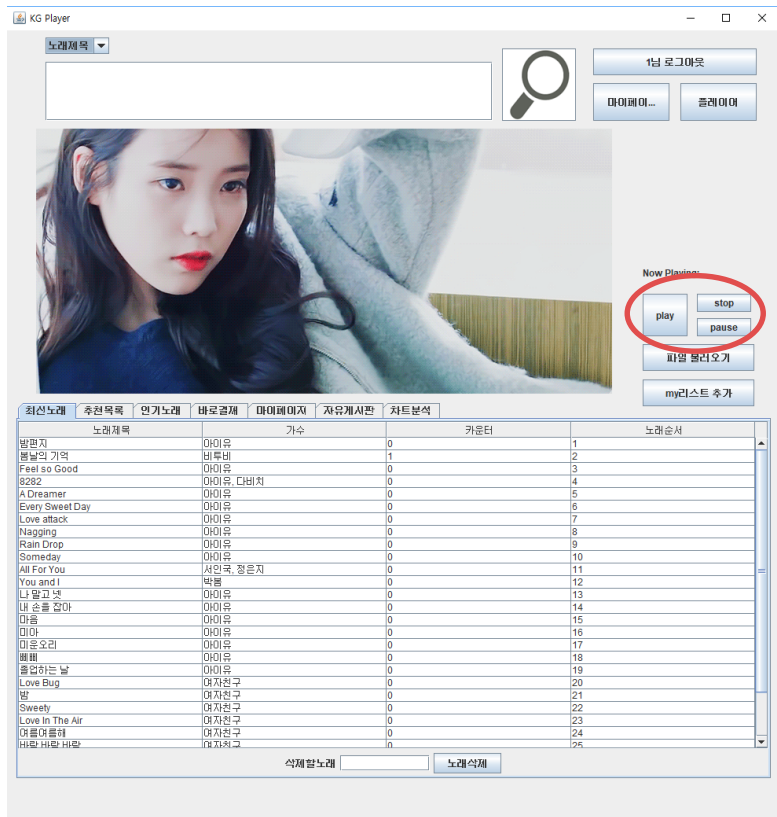 KG Player
노래제목
1님 로그아웃
마이페이...
플레이어
Now Playing:
play
stop
pause
파일 불러오기
my리스트 추가
최신노래 추천목록 인기노래 바로결제 마이페이지 자유게시판 차트분석
노래제목 가수 카운터 노래순서
밤편지 아이유 0 1
봄날의 기억 비투비 1 2
Feel so Good 아이유 0 3
8282 아이유, 다비치 0 4
A Dreamer 아이유 0 5
Every Sweet Day 아이유 0 6
Love attack 아이유 0 7
Nagging 아이유 0 8
Rain Drop 아이유 0 9
Someday 아이유 0 10
All For You 서인국, 정은지 0 11
You and I 박봄 0 12
나 말고 넷 아이유 0 13
내 손을 잡아 아이유 0 14
마음 아이유 0 15
미아 아이유 0 16
미운오리 아이유 0 17
삐삐 아이유 0 18
졸업하는 날 아이유 0 19
Love Bug 여자친구 0 20
밤 여자친구 0 21
Sweety 여자친구 0 22
Love In The Air 여자친구 0 23
여름여름해 여자친구 0 24
바람 바람 바람 여자친구 0 25
삭제할노래
노래삭제